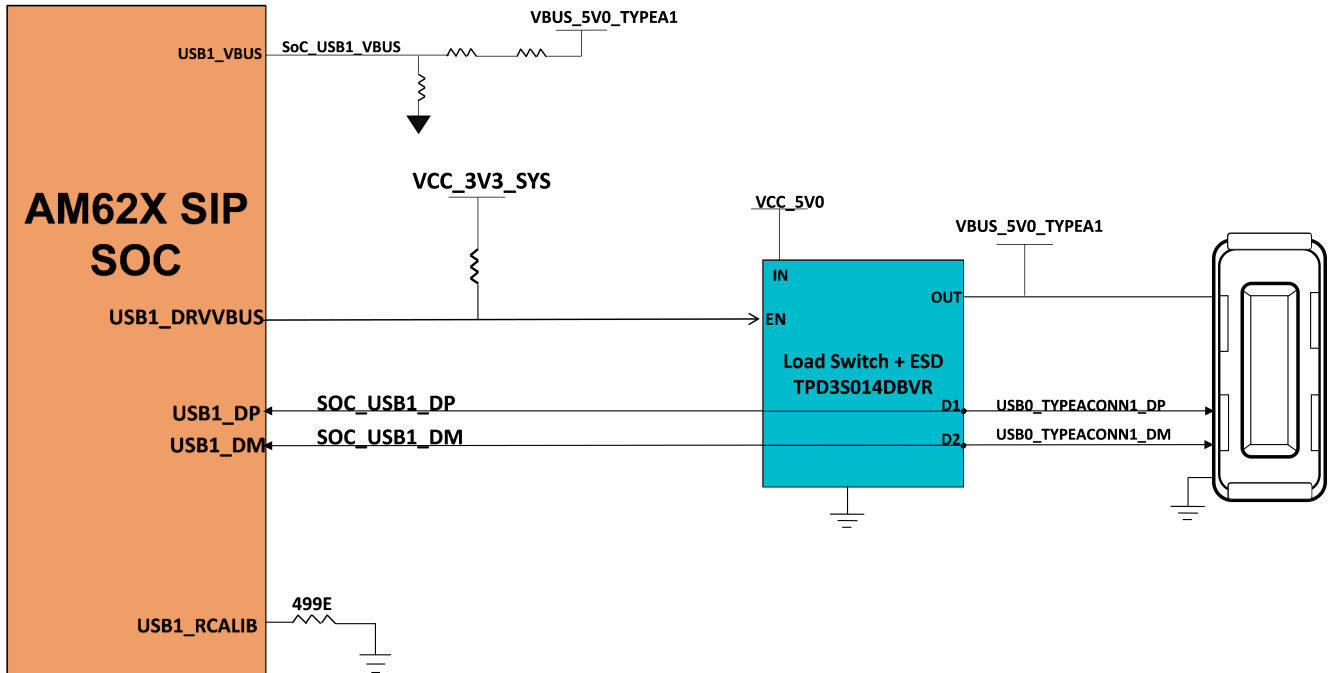 VBUS_5V0_TYPEA1
USB1_VBUS
SoC_USB1_VBUS
VCC_3V3_SYS
AM62X SIP
SOC
VCC_5V0
VBUS_5V0_TYPEA1
IN
OUT
USB1_DRVVBUS
EN
Load Switch + ESD
TPD3S014DBVR
USB1_DP
SOC_USB1_DP
D1
USB0_TYPEACONN1_DP
USB1_DM
SOC_USB1_DM
D2
USB0_TYPEACONN1_DM
499E
USB1_RCALIB